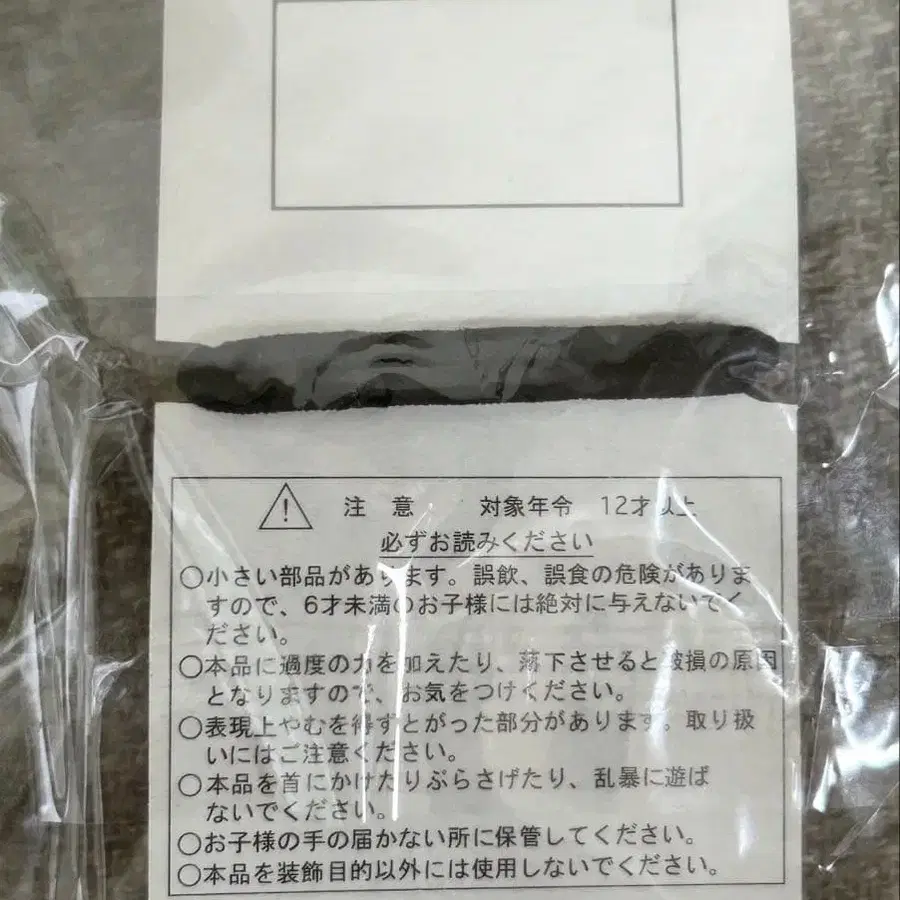 注意 対象年令 12才以上
必ずお読みください
○小さい部品があります。誤飲、誤食の危険がありま
すので、6才未満のお子様には絶対に与えないでく
ださい。
○本品に過度の力を加えたり、落下させると破損の原因
となりますので、お気をつけください。
○表現上やむを得ずとがった部分があります。取り扱
いにはご注意ください。
○本品を首にかけたりぶらさげたり、乱暴に遊ば
ないでください。
○お子様の手の届かない所に保管してください。
○本品を装飾目的以外には使用しないでください。